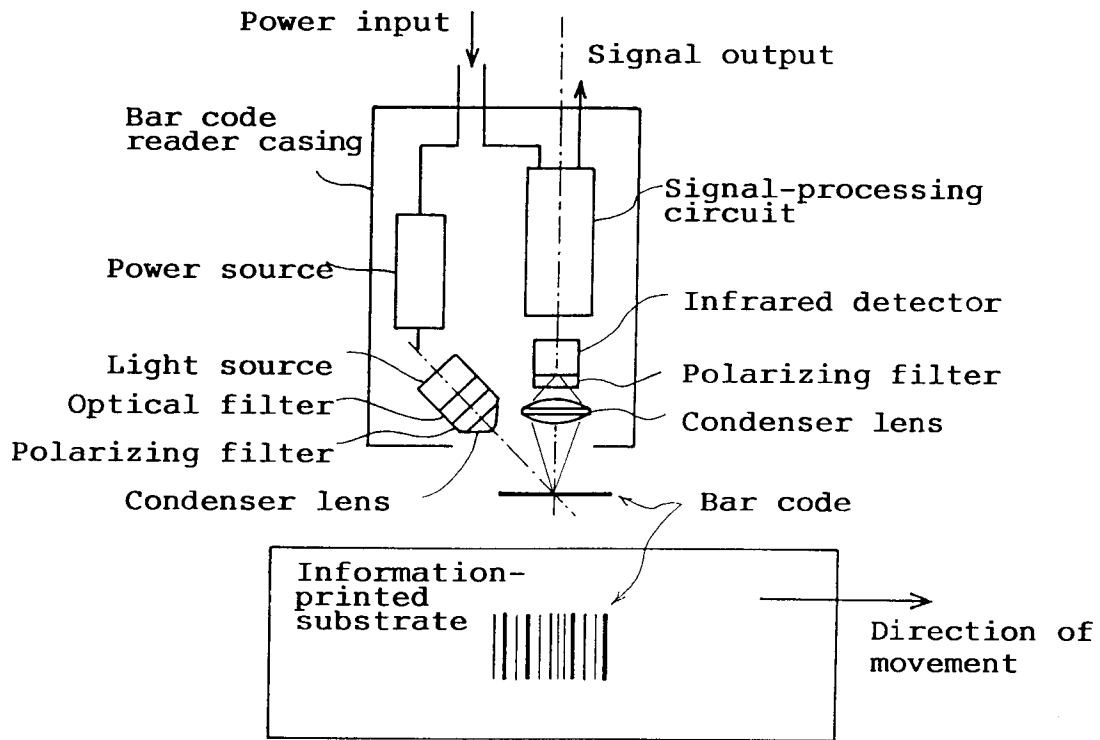 Power input
Signal output
Bar code
reader casing
Signal-processing
circuit
Power source
Infrared detector
Light source
Polarizing filter
Optical filter
Condenser lens
Polarizing filter
Condenser lens
Bar code
Information-
printed
substrate
Direction of
movement